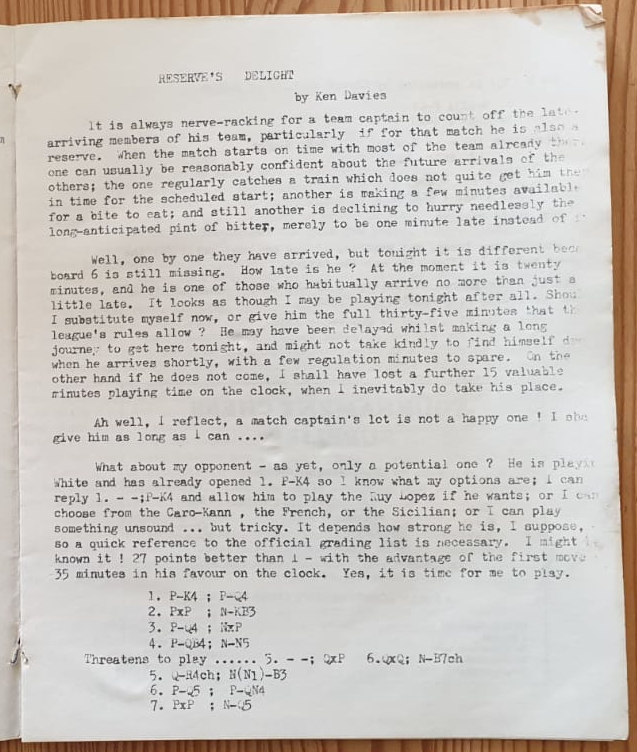 RESERVE'S DELIGHT
by Ken Davies
It is always nerve-racking for a team captain to count off the late-
arriving members of his team, particularly if for that match he is also a
reserve. When the match starts on time with most of the team already
one can usually be reasonably confident about the future arrivals of the
others; the one regularly catches a train which does not quite get him
in time for the scheduled start; another is making a few minutes available
for a bite to eat; and still another is declining to hurry needlessly the
long-anticipated pint of bitter, merely to be one minute late instead of
Well, one by one they have arrived, but tonight it is different
board 6 is still missing. How late is he ? At the moment it is twenty
minutes, and he is one of those who habitually arrive no more than just a
little late. It looks as though I may be playing tonight after all.
I substitute myself now, or give him the full thirty-five minutes that
league's rules allow ? He may have been delayed whilst making a long
journey to get here tonight, and might not take kindly to find himself
when he arrives shortly, with a few regulation minutes to spare. On the
other hand if he does not come, I shall have lost a further 15 valuable
minutes playing time on the clock, when I inevitably do take his place.
Ah well, I reflect, a match captain's lot is not a happy one ! I
give him as long as I can ....
What about my opponent - as yet, only a potential one ? He is
White and has already opened 1. P-K4 so I know what my options are; I can
reply 1. - -;P-K4 and allow him to play the Ruy Lopez if he wants; or I can
choose from the Caro-Kann , the French, or the Sicilian; or I can play
something unsound ... but tricky. It depends how strong he is, I suppose,
so a quick reference to the official grading list is necessary. I might
known it ! 27 points better than I - with the advantage of the first move
35 minutes in his favour on the clock. Yes, it is time for me to play.
1. P-K4 ; P-Q4
2. PxP ; N-KB3
3. P-Q4 ; NxP
4. P-QB4; N-N5
Threatens to play ...... 5. - -; QxP 6.QxQ; N-B7ch
5. Q-R4ch; N(N1)-B3
6. P-Q5 ; P-QN4
7. PxP ; N-Q5